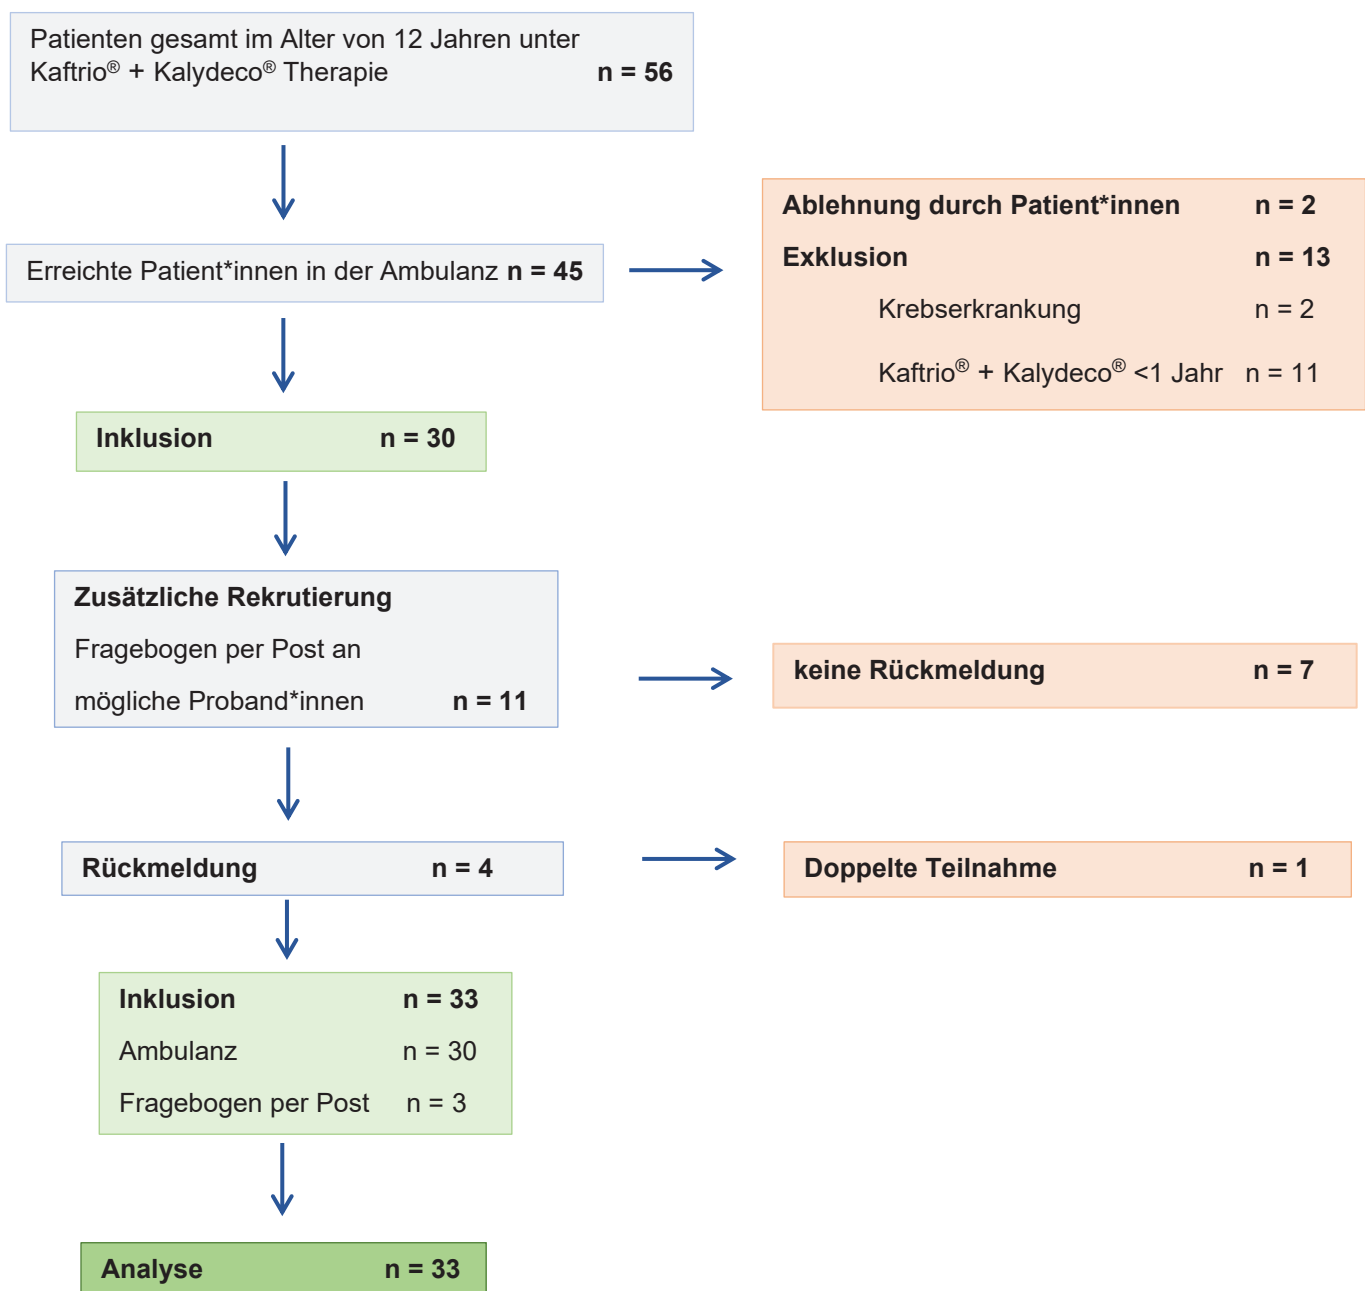 Patienten gesamt im Alter von 12 Jahren unter
Kaftrio® + Kalydeco® Therapie n = 56
Ablehnung durch Patient*innen n = 2
Exklusion n = 13
Krebserkrankung n = 2
Kaftrio® + Kalydeco® <1 Jahr n = 11
Erreichte Patient*innen in der Ambulanz n = 45
Inklusion n = 30
Zusätzliche Rekrutierung
Fragebogen per Post an
mögliche Proband*innen n = 11
keine Rückmeldung n = 7
Rückmeldung n = 4
Doppelte Teilnahme n = 1
Inklusion n = 33
Ambulanz n = 30
Fragebogen per Post n = 3
Analyse n = 33